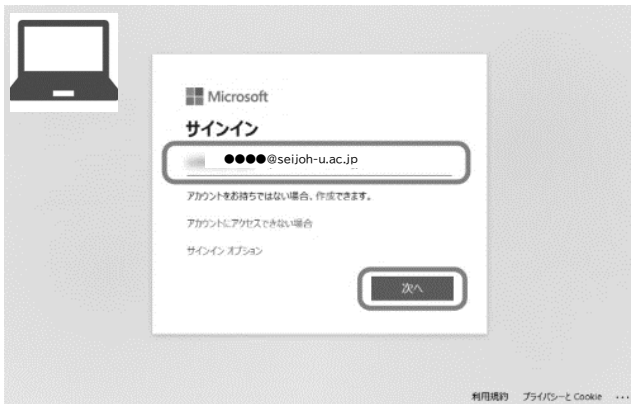 Microsoft
サインイン
●●●●@seijoh-u.ac.jp
アカウントをお持ちではない場合、作成できます。
アカウントにアクセスできない場合
サインイン オプション
次へ
利用規約 プライバシーと Cookie ...